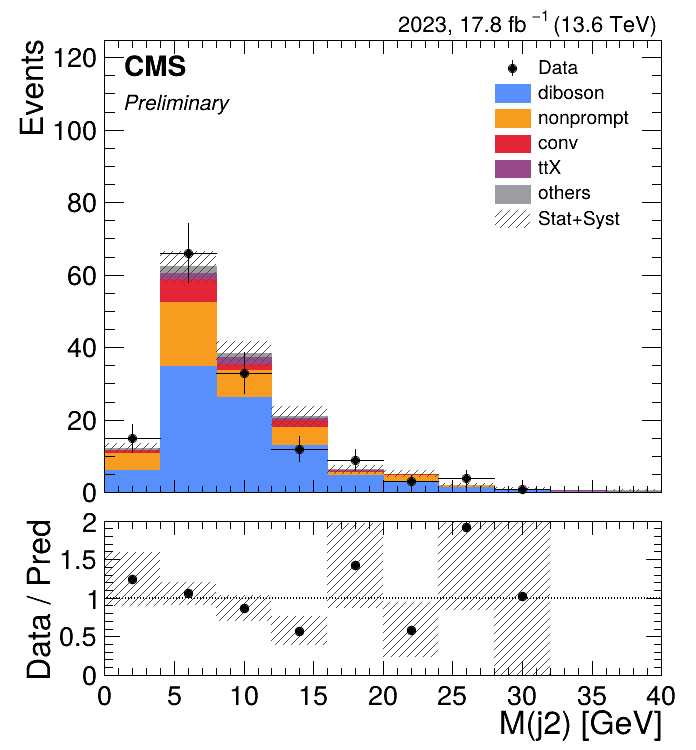 2023, 17.8 fb⁻¹ (13.6 TeV)
CMS
Preliminary
Events
120
100
80
60
40
20
0
Data
diboson
nonprompt
conv
ttX
others
Stat+Syst
Data / Pred
2
1.5
1
0.5
0
0 5 10 15 20 25 30 35 40
M(j2) [GeV]